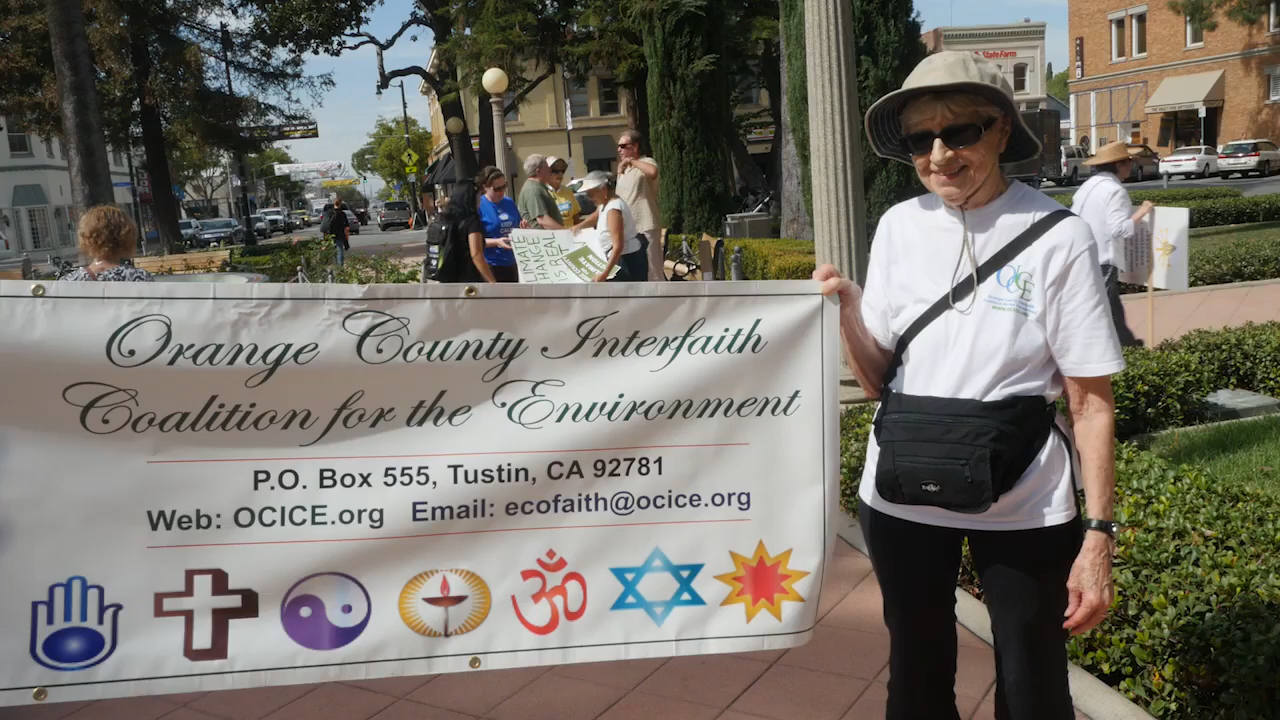 Orange County Interfaith
Coalition for the Environment
P.O. Box 555, Tustin, CA 92781
Web: OCICE.org Email: ecofaith@ocice.org
CLIMATE
CHANGE
IS REAL
State Farm
OCICE